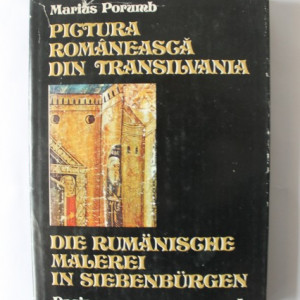 Marius Porumb
PICTURA
ROMÂNEASCĂ
DIN TRANSILVANIA
DIE RUMÄNISCHE
MALEREI
IN SIEBENBÜRGEN